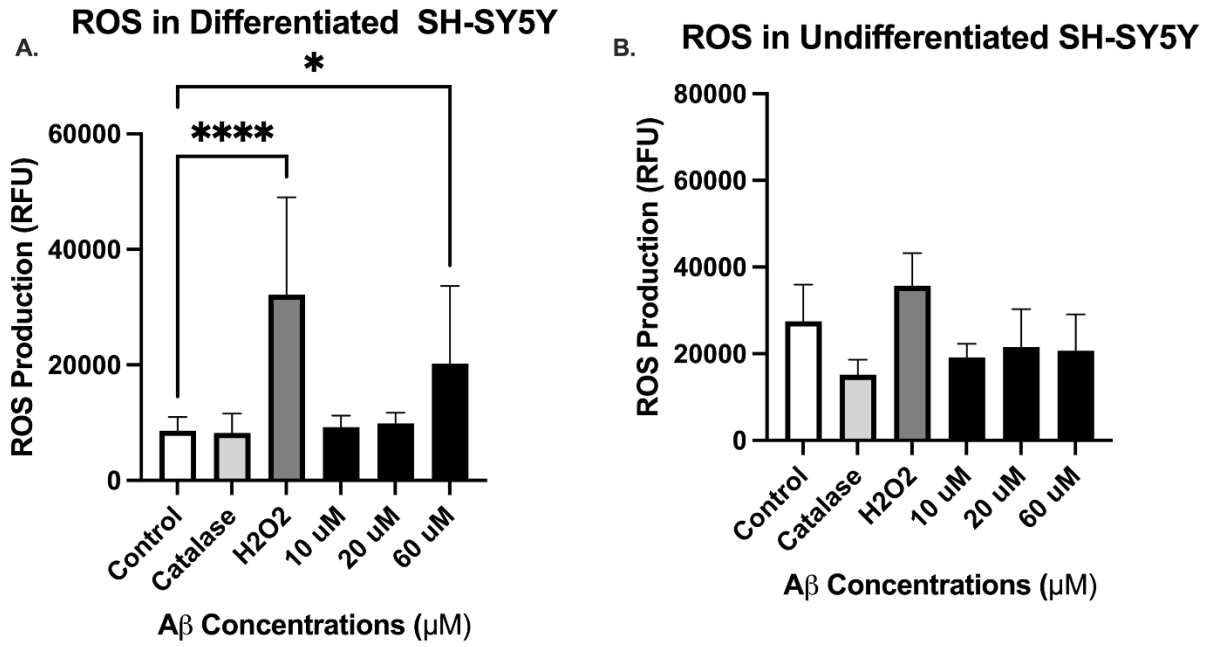 A.
ROS in Differentiated SH-SY5Y
*
****
ROS Production (RFU)
60000
40000
20000
0
Control
Catalase
H2O2
10 uM
20 uM
60 uM
Aβ Concentrations (µM)
B.
ROS in Undifferentiated SH-SY5Y
ROS Production (RFU)
80000
60000
40000
20000
0
Control
Catalase
H2O2
10 uM
20 uM
60 uM
Aβ Concentrations (µM)